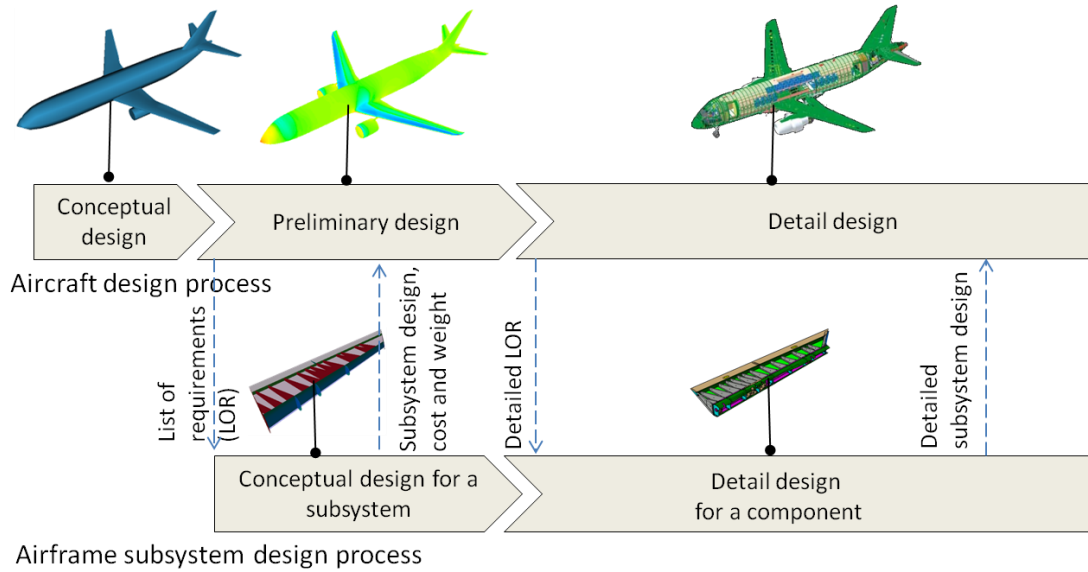 Conceptual
design
Preliminary design
Detail design
Aircraft design process
List of
requirements
(LOR)
Subsystem design,
cost and weight
Detailed LOR
Detailed
subsystem design
Conceptual design for a
subsystem
Detail design
for a component
Airframe subsystem design process